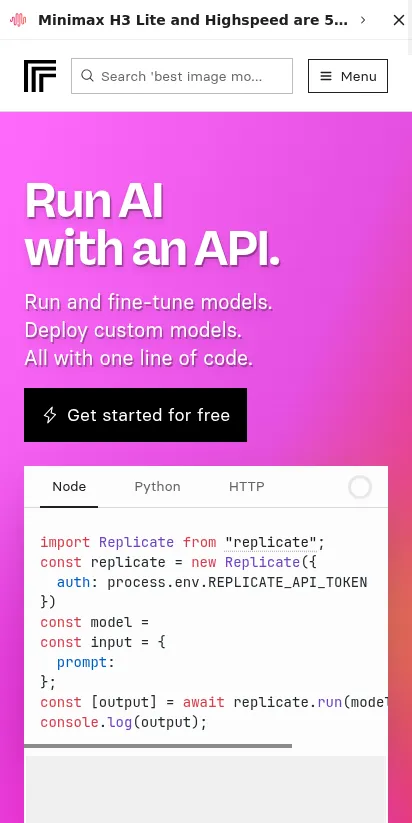 Minimax H3 Lite and Highspeed are 5...
Search 'best image mo...
Menu
Run AI
with an API.
Run and fine-tune models.
Deploy custom models.
All with one line of code.
Get started for free
Node Python HTTP
import Replicate from "replicate";
const replicate = new Replicate({
  auth: process.env.REPLICATE_API_TOKEN
})
const model =
const input = {
  prompt:
};
const [output] = await replicate.run(model
console.log(output);